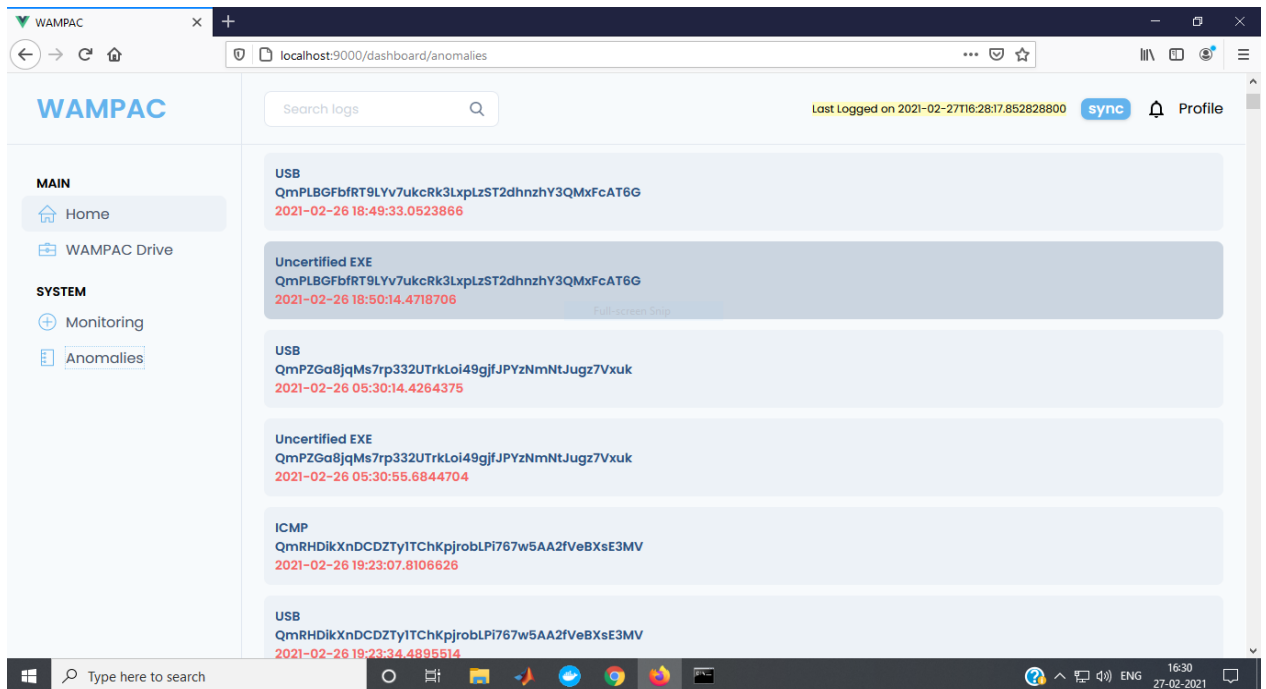 WAMPAC
localhost:9000/dashboard/anomalies
WAMPAC
Search logs
Last Logged on 2021-02-27T16:28:17.852828800
sync
Profile
MAIN
Home
WAMPAC Drive
SYSTEM
Monitoring
Anomalies
USB
QmPLBGFbfRT9LYv7ukcRk3LxpLzST2dhnzhY3QMxFcAT6G
2021-02-26 18:49:33.0523866
Uncertified EXE
QmPLBGFbfRT9LYv7ukcRk3LxpLzST2dhnzhY3QMxFcAT6G
2021-02-26 18:50:14.4718706
Full-screen Snip
USB
QmPZGa8jqMs7rp332UTrkLoi49gjfJPYzNmNtJugz7Vxuk
2021-02-26 05:30:14.4264375
Uncertified EXE
QmPZGa8jqMs7rp332UTrkLoi49gjfJPYzNmNtJugz7Vxuk
2021-02-26 05:30:55.6844704
ICMP
QmRHDikXnDCDZTy1TChKpjrobLPi767w5AA2fVeBXsE3MV
2021-02-26 19:23:07.8106626
USB
QmRHDikXnDCDZTy1TChKpjrobLPi767w5AA2fVeBXsE3MV
2021-02-26 19:23:34.4895514
Type here to search
ENG
16:30
27-02-2021